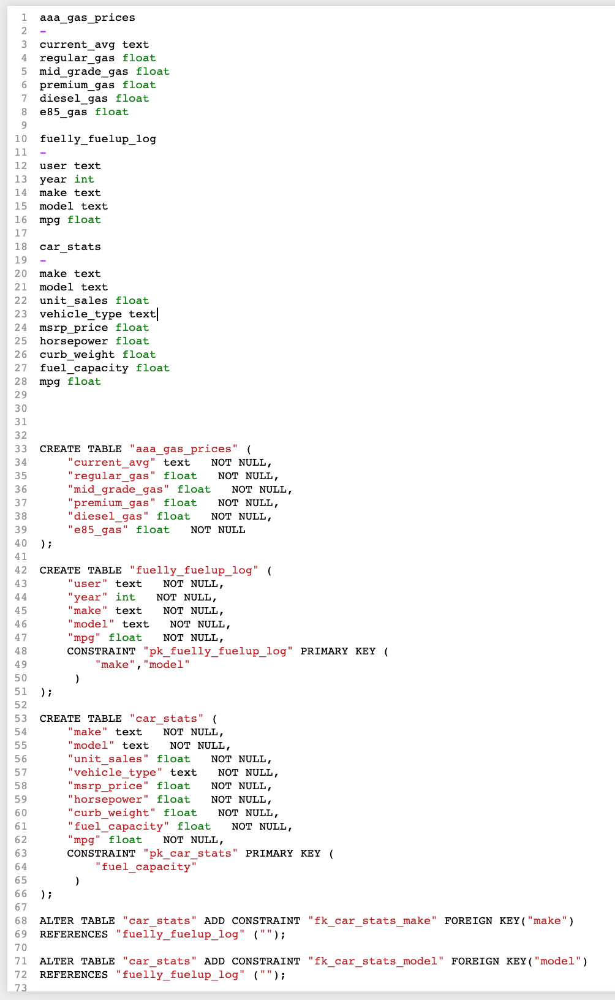 1 aaa_gas_prices
2 -
3 current_avg text
4 regular_gas float
5 mid_grade_gas float
6 premium_gas float
7 diesel_gas float
8 e85_gas float
9
10 fuelly_fuelup_log
11 -
12 user text
13 year int
14 make text
15 model text
16 mpg float
17
18 car_stats
19 -
20 make text
21 model text
22 unit_sales float
23 vehicle_type text
24 msrp_price float
25 horsepower float
26 curb_weight float
27 fuel_capacity float
28 mpg float
29
30
31
32
33 CREATE TABLE "aaa_gas_prices" (
34     "current_avg" text   NOT NULL,
35     "regular_gas" float   NOT NULL,
36     "mid_grade_gas" float   NOT NULL,
37     "premium_gas" float   NOT NULL,
38     "diesel_gas" float   NOT NULL,
39     "e85_gas" float   NOT NULL
40 );
41
42 CREATE TABLE "fuelly_fuelup_log" (
43     "user" text   NOT NULL,
44     "year" int   NOT NULL,
45     "make" text   NOT NULL,
46     "model" text   NOT NULL,
47     "mpg" float   NOT NULL,
48     CONSTRAINT "pk_fuelly_fuelup_log" PRIMARY KEY (
49         "make","model"
50      )
51 );
52
53 CREATE TABLE "car_stats" (
54     "make" text   NOT NULL,
55     "model" text   NOT NULL,
56     "unit_sales" float   NOT NULL,
57     "vehicle_type" text   NOT NULL,
58     "msrp_price" float   NOT NULL,
59     "horsepower" float   NOT NULL,
60     "curb_weight" float   NOT NULL,
61     "fuel_capacity" float   NOT NULL,
62     "mpg" float   NOT NULL,
63     CONSTRAINT "pk_car_stats" PRIMARY KEY (
64         "fuel_capacity"
65      )
66 );
67
68 ALTER TABLE "car_stats" ADD CONSTRAINT "fk_car_stats_make" FOREIGN KEY("make")
69 REFERENCES "fuelly_fuelup_log" ("");
70
71 ALTER TABLE "car_stats" ADD CONSTRAINT "fk_car_stats_model" FOREIGN KEY("model")
72 REFERENCES "fuelly_fuelup_log" ("");
73